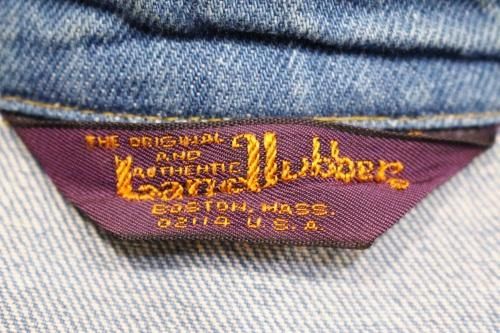 THE ORIGINAL
AND
AUTHENTIC
LandLubber
BOSTON, MASS.
02114 U.S.A